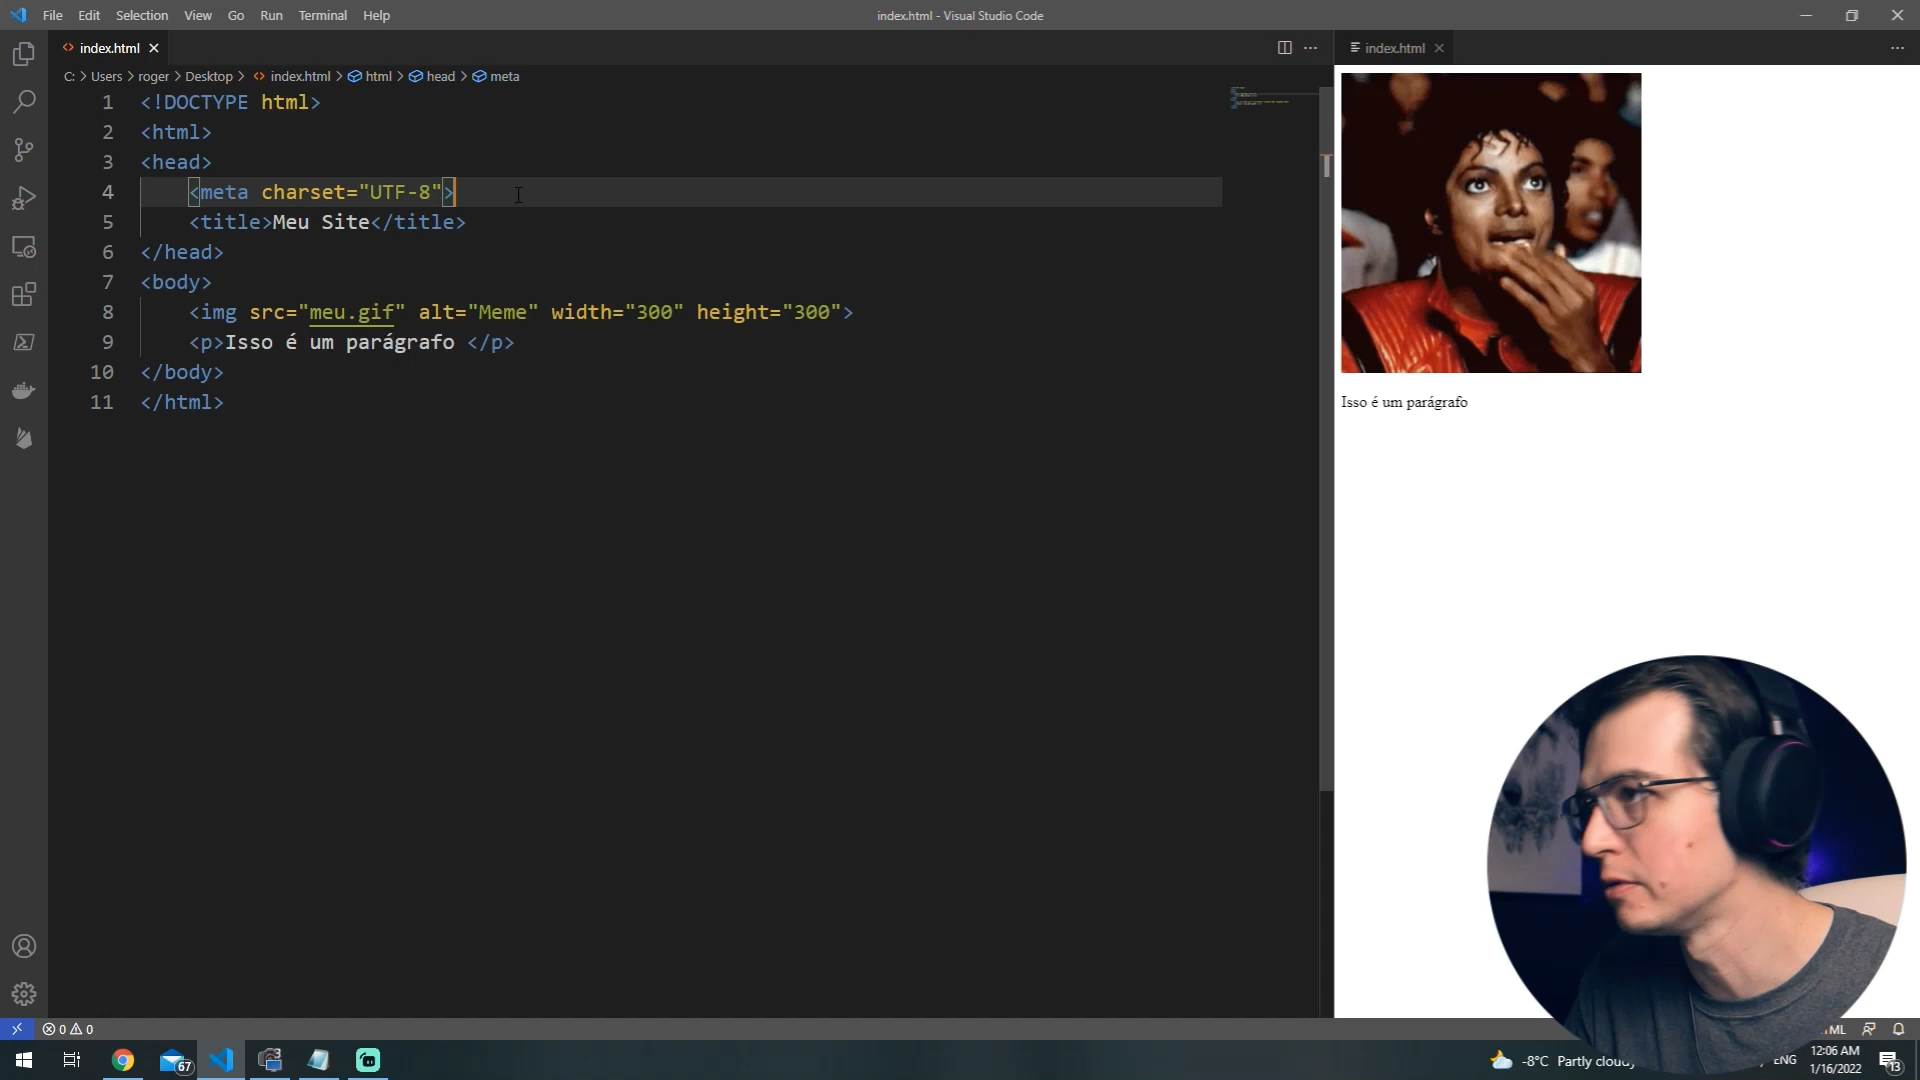 File Edit Selection View Go Run Terminal Help
index.html - Visual Studio Code
index.html
index.html
C: > Users > roger > Desktop > index.html > html > head > meta
1 <!DOCTYPE html>
2 <html>
3 <head>
4 <meta charset="UTF-8">
5 <title>Meu Site</title>
6 </head>
7 <body>
8 <img src="meu.gif" alt="Meme" width="300" height="300">
9 <p>Isso é um parágrafo </p>
10 </body>
11 </html>
Isso é um parágrafo
0 0
67
-8°C Partly cloudy
ENG
12:06 AM
1/16/2022
13